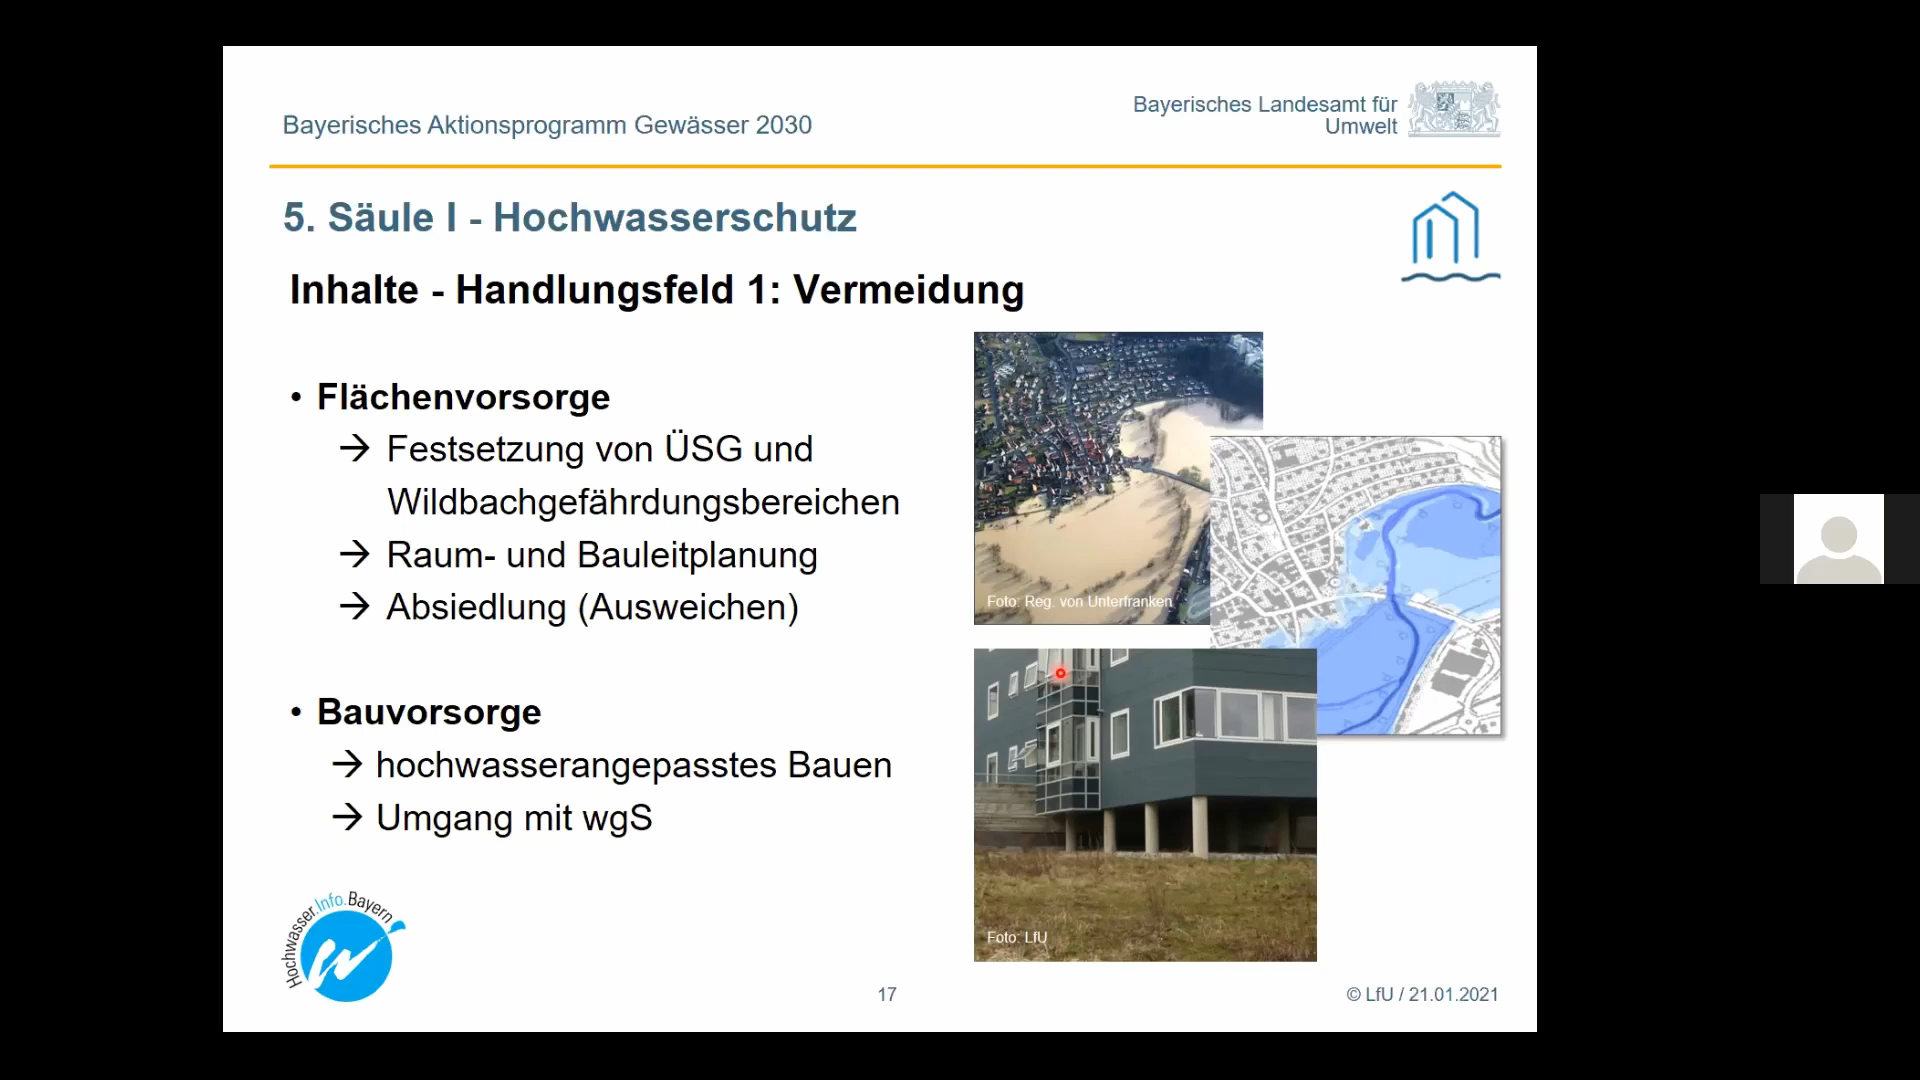 Bayerisches Aktionsprogramm Gewässer 2030
Bayerisches Landesamt für
Umwelt
5. Säule I - Hochwasserschutz
Inhalte - Handlungsfeld 1: Vermeidung
• Flächenvorsorge
→ Festsetzung von ÜSG und
Wildbachgefährdungsbereichen
→ Raum- und Bauleitplanung
→ Absiedlung (Ausweichen)
• Bauvorsorge
→ hochwasserangepasstes Bauen
→ Umgang mit wgS
Foto: Reg. von Unterfranken
Foto: LfU
Hochwasser.Info.Bayern
17
© LfU / 21.01.2021